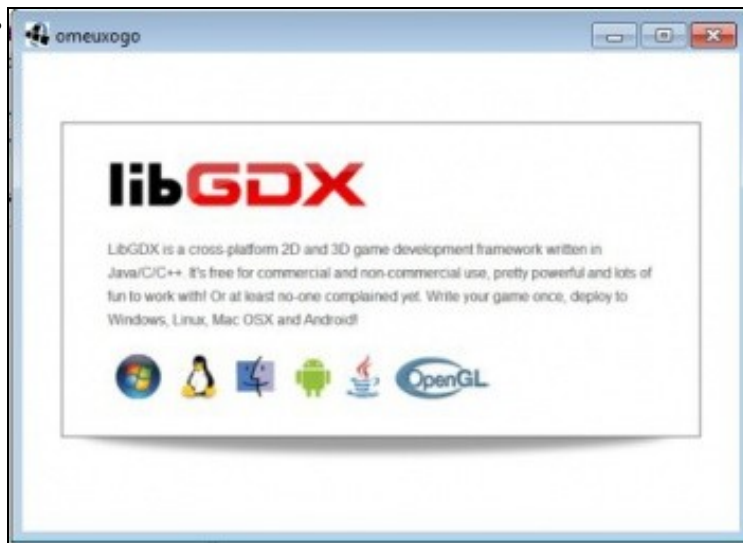 omeuxogo
libGDX
LibGDX is a cross-platform 2D and 3D game development framework written in
Java/C/C++ It's free for commercial and non-commercial use, pretty powerful and lots of
fun to work with! Or at least no-one complained yet. Write your game once, deploy to
Windows, Linux, Mac OSX and Android!
OpenGL